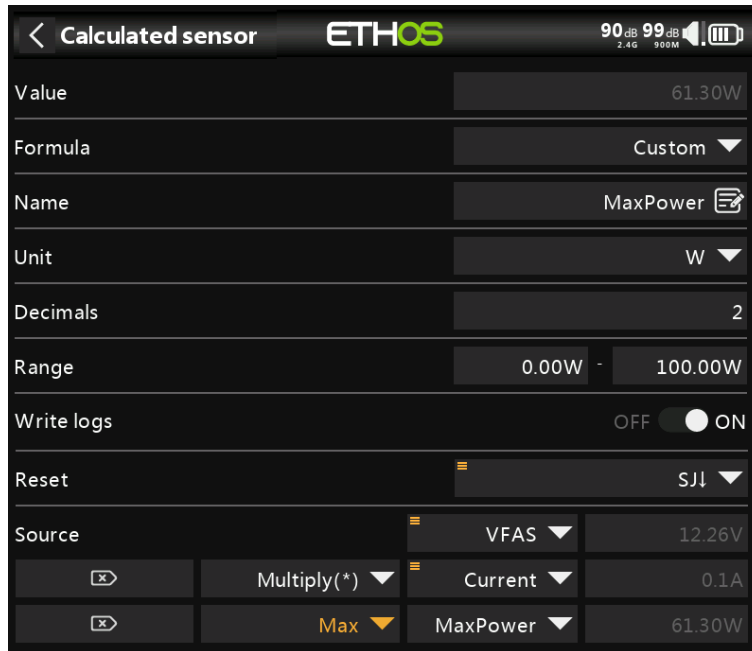 Calculated sensor ETHOS 90dB 99dB
2.4G 900M
Value 61.30W
Formula Custom
Name MaxPower
Unit W
Decimals 2
Range 0.00W - 100.00W
Write logs OFF ON
Reset SJ↓
Source VFAS 12.26V
Multiply(*) Current 0.1A
Max MaxPower 61.30W